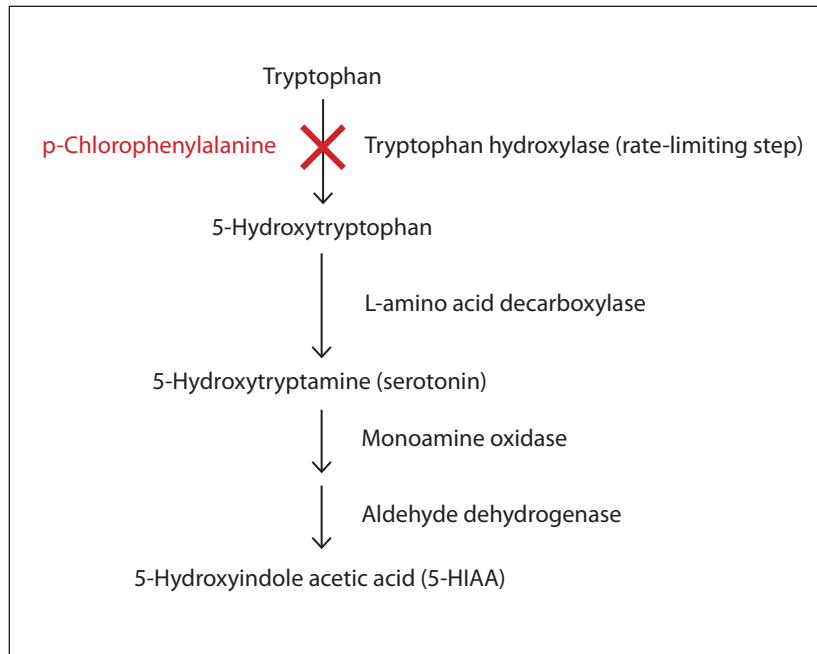 Tryptophan
p-Chlorophenylalanine
Tryptophan hydroxylase (rate-limiting step)
5-Hydroxytryptophan
L-amino acid decarboxylase
5-Hydroxytryptamine (serotonin)
Monoamine oxidase
Aldehyde dehydrogenase
5-Hydroxyindole acetic acid (5-HIAA)